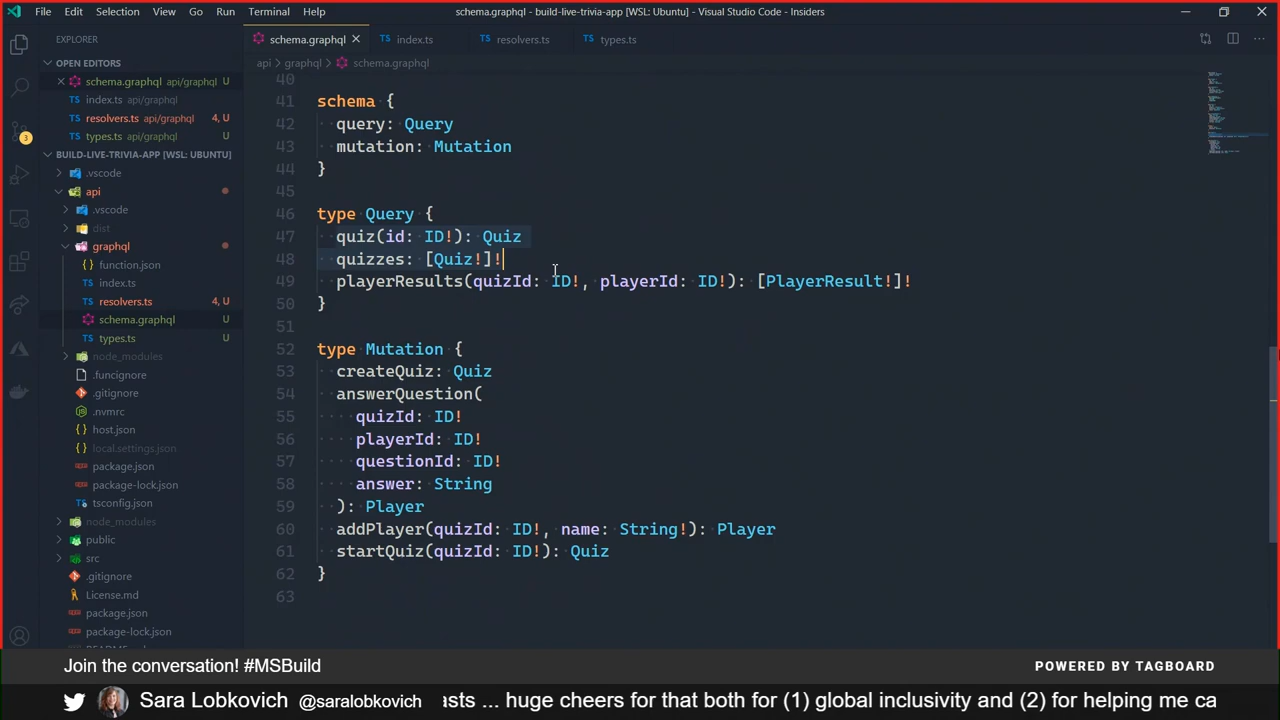 File Edit Selection View Go Run Terminal Help
schema.graphql - build-live-trivia-app [WSL: Ubuntu] - Visual Studio Code - Insiders
EXPLORER
OPEN EDITORS
schema.graphql api/graphql U
index.ts api/graphql
resolvers.ts api/graphql 4, U
types.ts api/graphql U
BUILD-LIVE-TRIVIA-APP [WSL: UBUNTU]
.vscode
api
.vscode
dist
graphql
function.json
index.ts U
resolvers.ts 4, U
schema.graphql U
types.ts U
node_modules
.funcignore
.gitignore
.nvmrc
host.json
local.settings.json
package.json
package-lock.json
tsconfig.json
node_modules
public
src
.gitignore
License.md
package.json
package-lock.json
3
schema.graphql index.ts resolvers.ts types.ts
api > graphql > schema.graphql
40
41 schema {
42 query: Query
43 mutation: Mutation
44 }
45
46 type Query {
47 quiz(id: ID!): Quiz
48 quizzes: [Quiz!]!
49 playerResults(quizId: ID!, playerId: ID!): [PlayerResult!]!
50 }
51
52 type Mutation {
53 createQuiz: Quiz
54 answerQuestion(
55 quizId: ID!
56 playerId: ID!
57 questionId: ID!
58 answer: String
59 ): Player
60 addPlayer(quizId: ID!, name: String!): Player
61 startQuiz(quizId: ID!): Quiz
62 }
63
Join the conversation! #MSBuild
POWERED BY TAGBOARD
Sara Lobkovich @saralobkovich asts ... huge cheers for that both for (1) global inclusivity and (2) for helping me ca